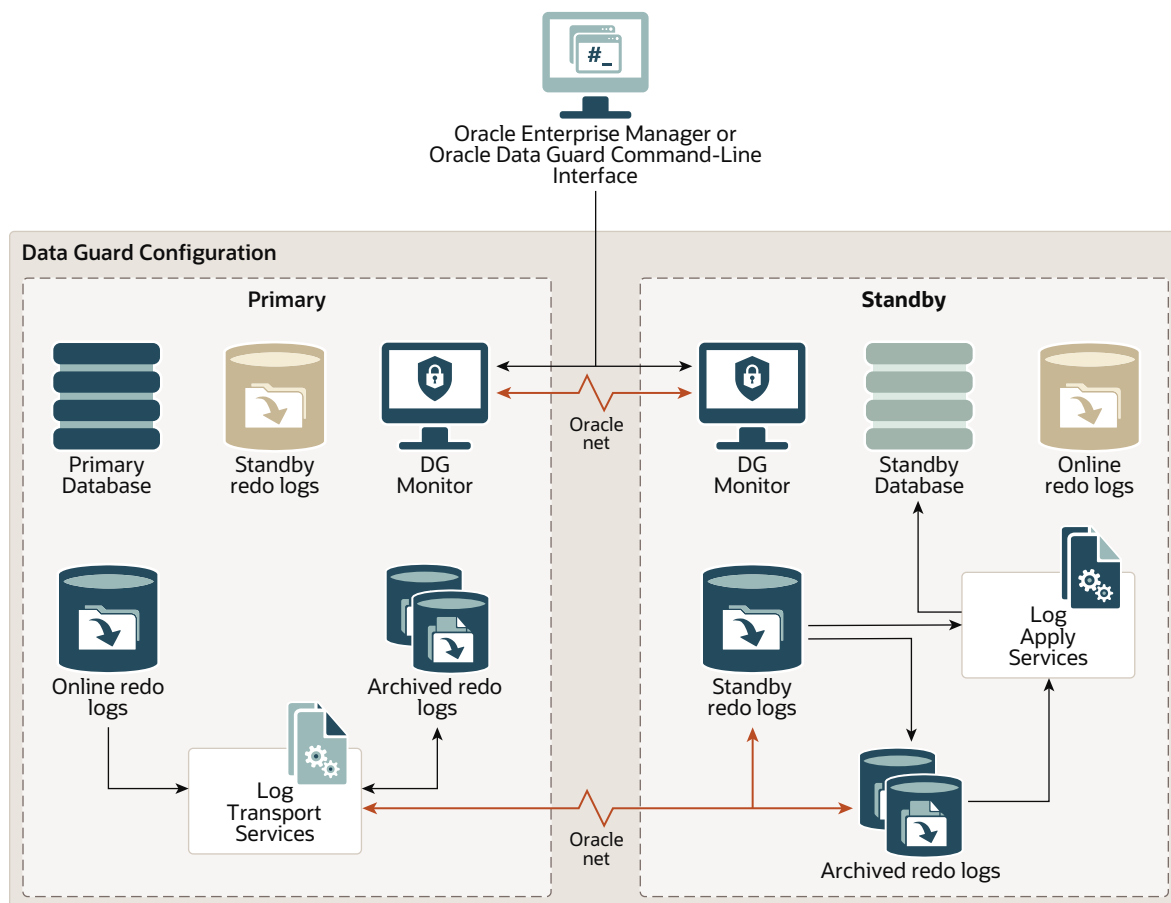 #_
Oracle Enterprise Manager or
Oracle Data Guard Command-Line
Interface
Data Guard Configuration
Primary
Primary
Database
Standby
redo logs
DG
Monitor
Oracle
net
Online redo
logs
Archived redo
logs
Log
Transport
Services
Oracle
net
Standby
DG
Monitor
Standby
Database
Online
redo logs
Standby
redo logs
Log
Apply
Services
Archived redo logs